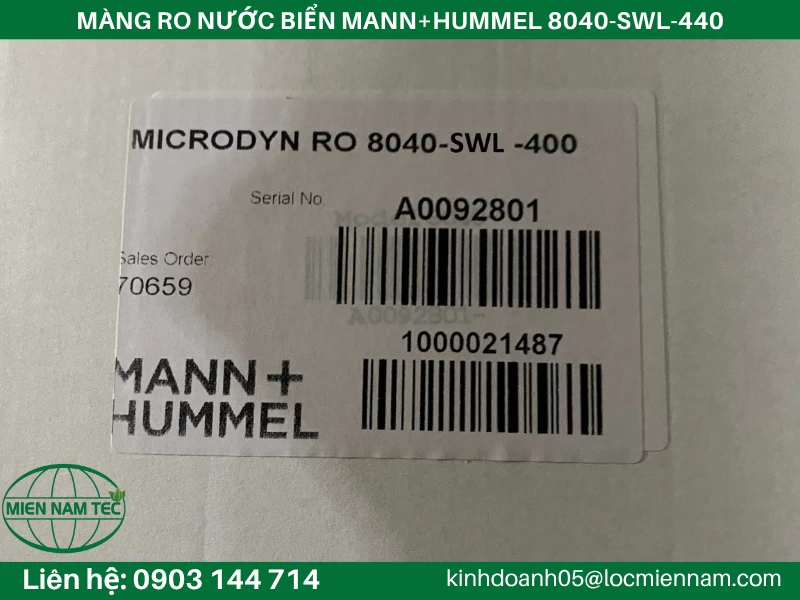 MÀNG RO NƯỚC BIỂN MANN+HUMMEL 8040-SWL-440
MICRODYN RO 8040-SWL -400
Serial No.
A0092801
Sales Order:
70659
A0092801-
1000021487
MANN+
HUMMEL
MIEN NAM TEC
Liên hệ: 0903 144 714
kinhdoanh05@locmiennam.com